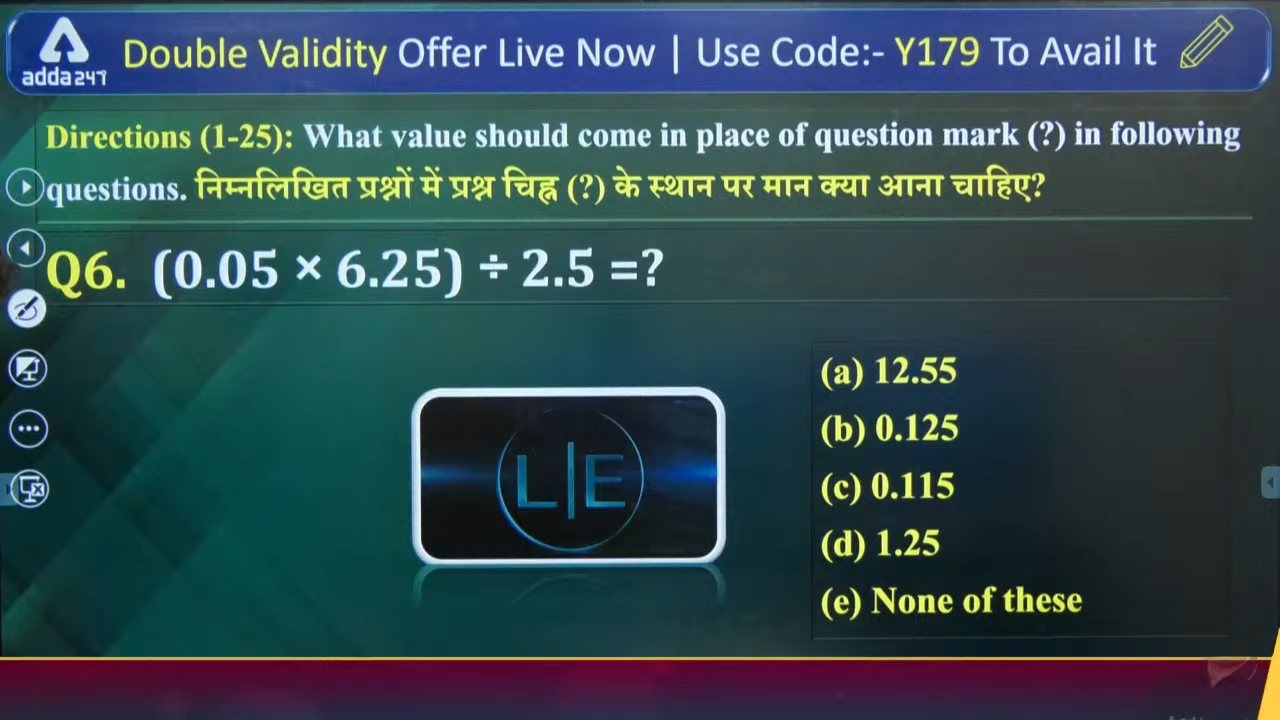 Double Validity Offer Live Now | Use Code:- Y179 To Avail It
adda247
Directions (1-25): What value should come in place of question mark (?) in following
questions. निम्नलिखित प्रश्नों में प्रश्न चिह्न (?) के स्थान पर मान क्या आना चाहिए?
Q6. (0.05 × 6.25) ÷ 2.5 =?
(a) 12.55
(b) 0.125
(c) 0.115
(d) 1.25
(e) None of these
L|E